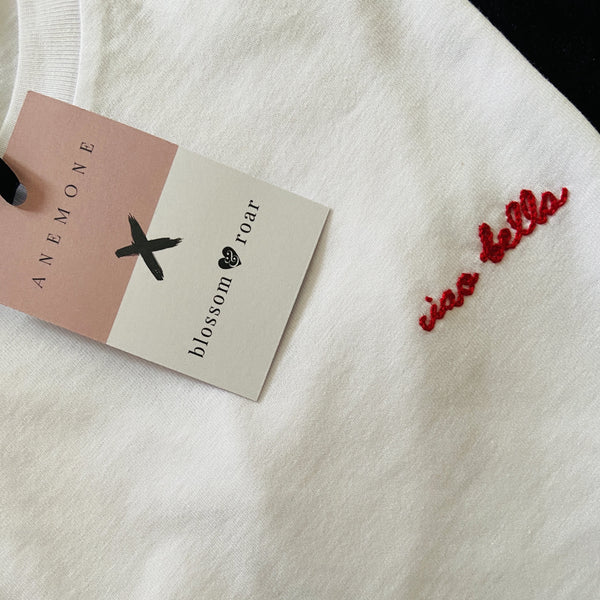 ANEMONE
X
blossom roar
ciao bella